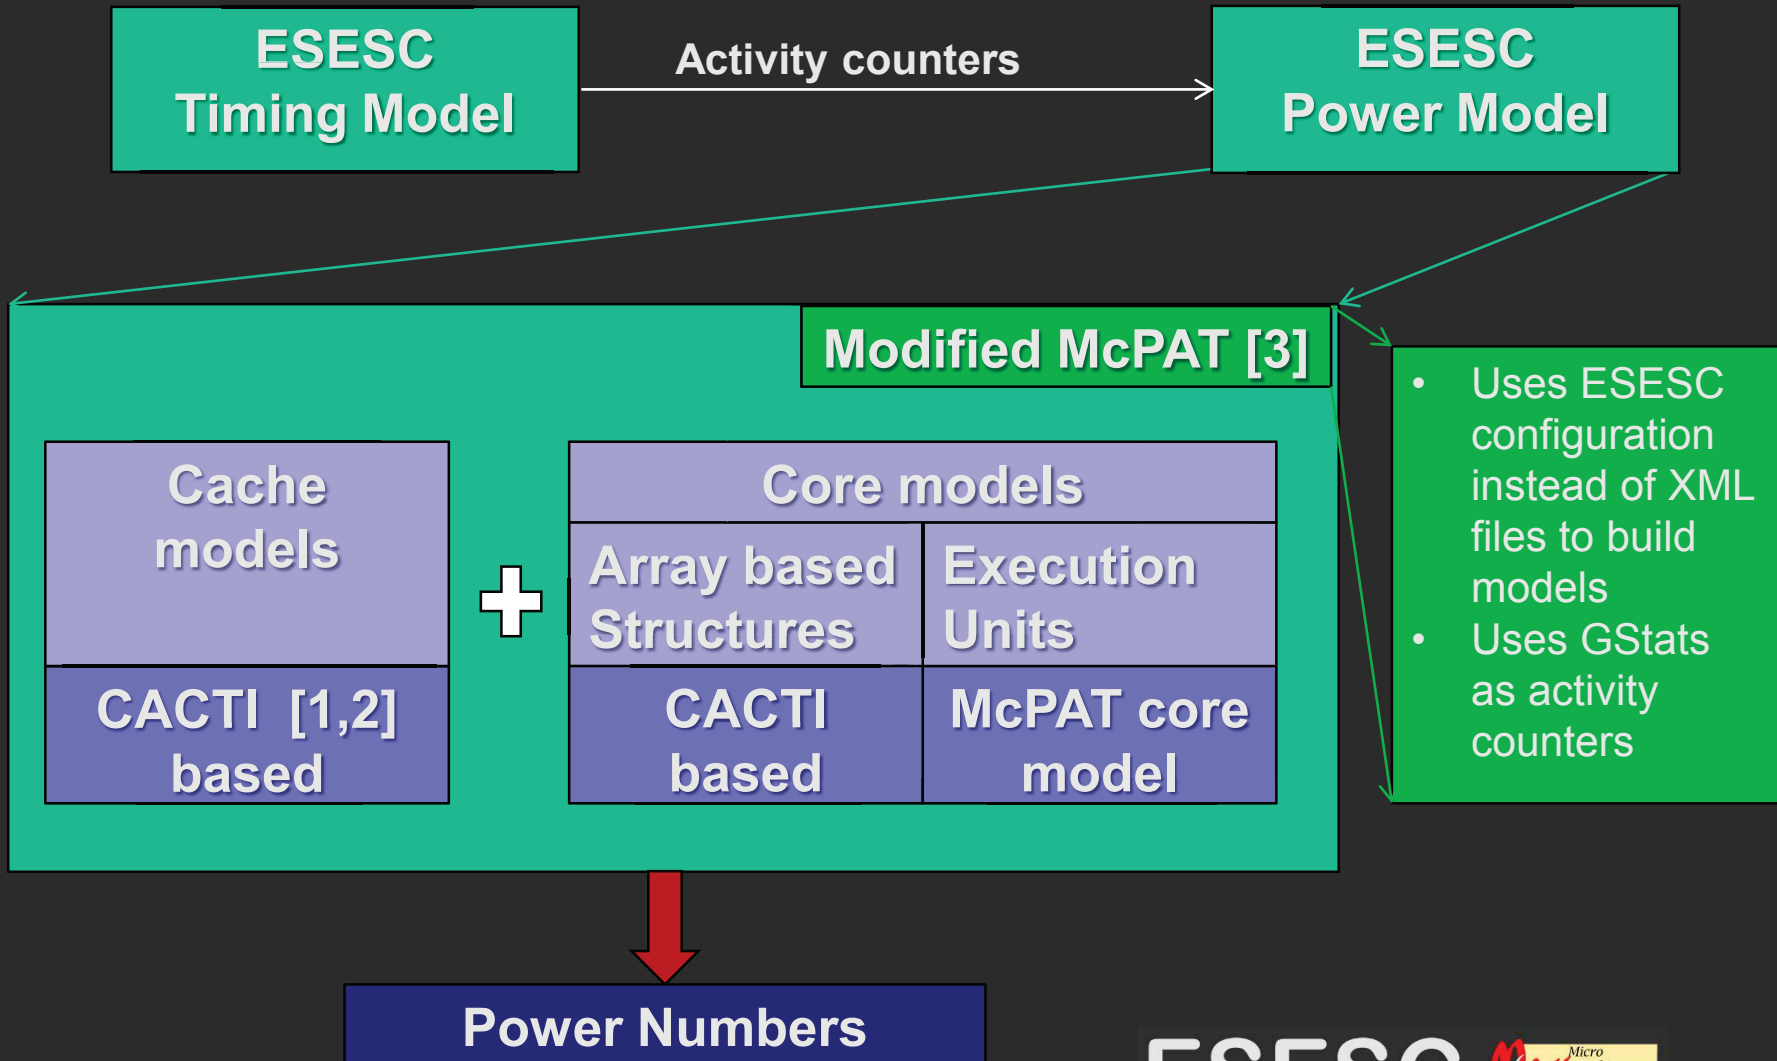 ESESC
Timing Model
Activity counters
ESESC
Power Model
Modified McPAT [3]
Cache
models
CACTI [1,2]
based
Core models
Array based
Structures
Execution
Units
CACTI
based
McPAT core
model
• Uses ESESC
configuration
instead of XML
files to build
models
• Uses GStats
as activity
counters
Power Numbers
ESESC
Micro